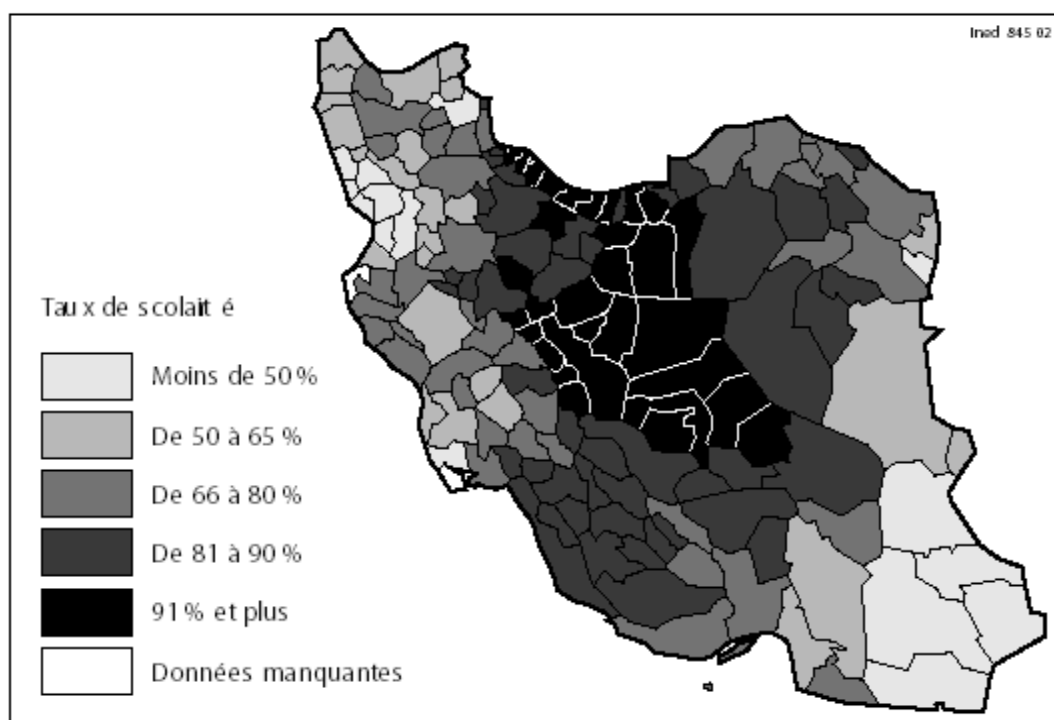 Ined 845 02
Taux de scolait é
Moins de 50 %
De 50 à 65 %
De 66 à 80 %
De 81 à 90 %
91 % et plus
Données manquantes